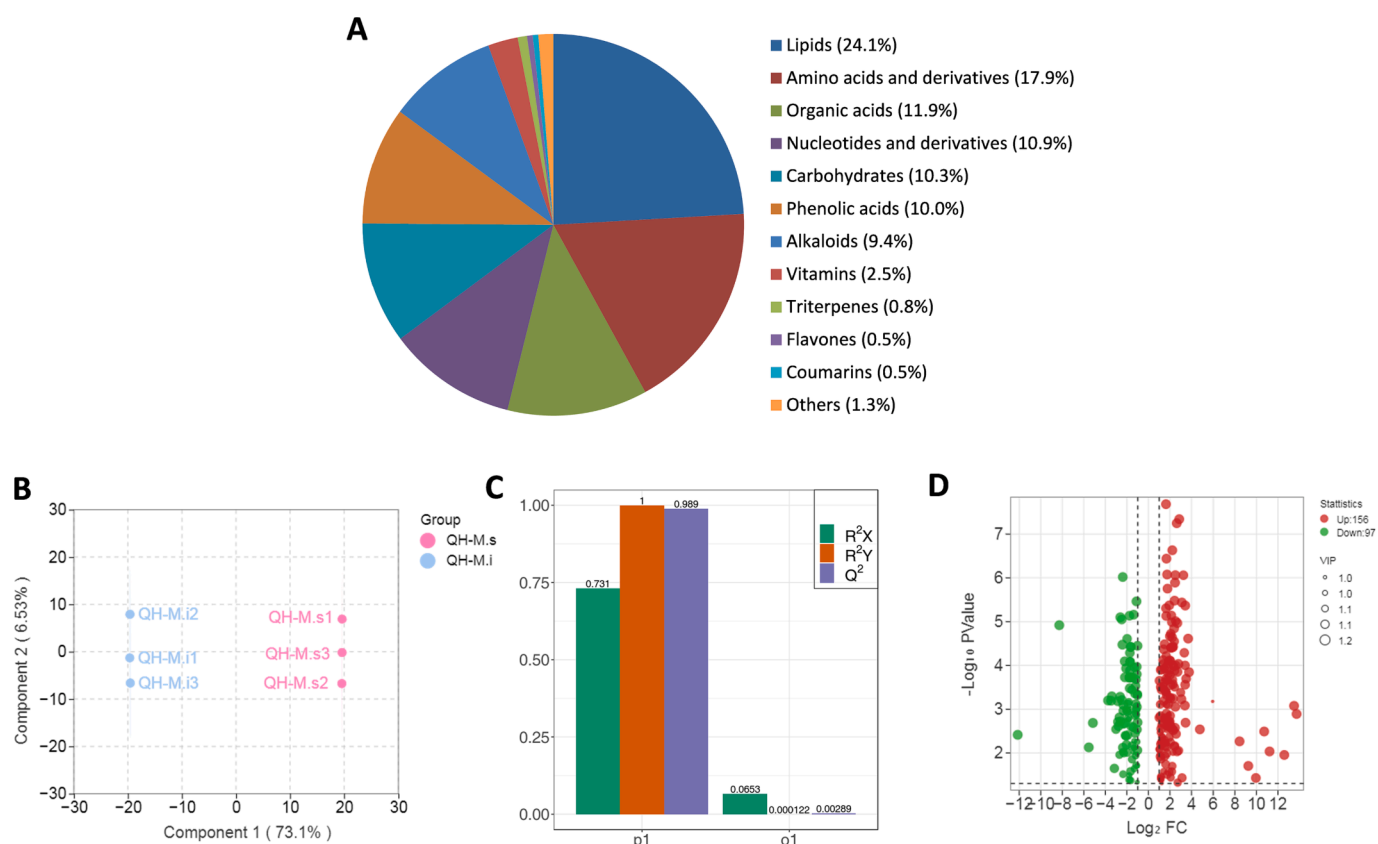 A
Lipids (24.1%)
Amino acids and derivatives (17.9%)
Organic acids (11.9%)
Nucleotides and derivatives (10.9%)
Carbohydrates (10.3%)
Phenolic acids (10.0%)
Alkaloids (9.4%)
Vitamins (2.5%)
Triterpenes (0.8%)
Flavones (0.5%)
Coumarins (0.5%)
Others (1.3%)
B
30
20
10
0
−10
−20
−30
Component 2 ( 6.53% )
QH-M.i2
QH-M.i1
QH-M.i3
QH-M.s1
QH-M.s3
QH-M.s2
−30
−20
−10
0
10
20
30
Component 1 ( 73.1% )
Group
QH-M.s
QH-M.i
C
1.00
0.75
0.50
0.25
0.00
0.731
1
0.989
0.0653
0.000122
0.00289
p1
o1
R²X
R²Y
Q²
D
7
6
5
4
3
2
-Log₁₀ PValue
−12
−10
−8
−6
−4
−2
0
2
4
6
8
10
12
Log₂ FC
Stattistics
Up:156
Down:97
VIP
1.0
1.0
1.1
1.1
1.2